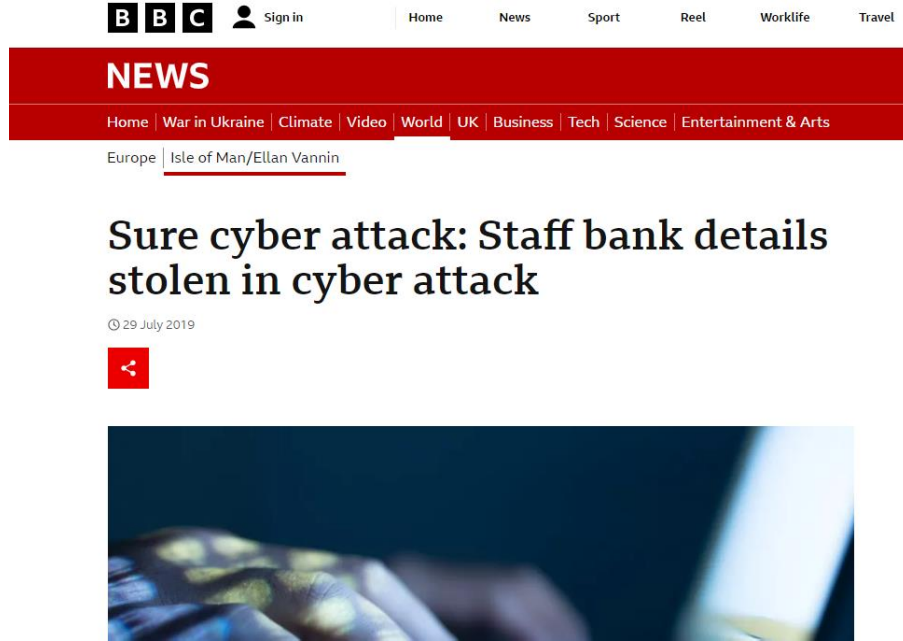 BBC Sign in Home News Sport Reel Worklife Travel
NEWS
Home War in Ukraine Climate Video World UK Business Tech Science Entertainment & Arts
Europe Isle of Man/Ellan Vannin
Sure cyber attack: Staff bank details
stolen in cyber attack
29 July 2019